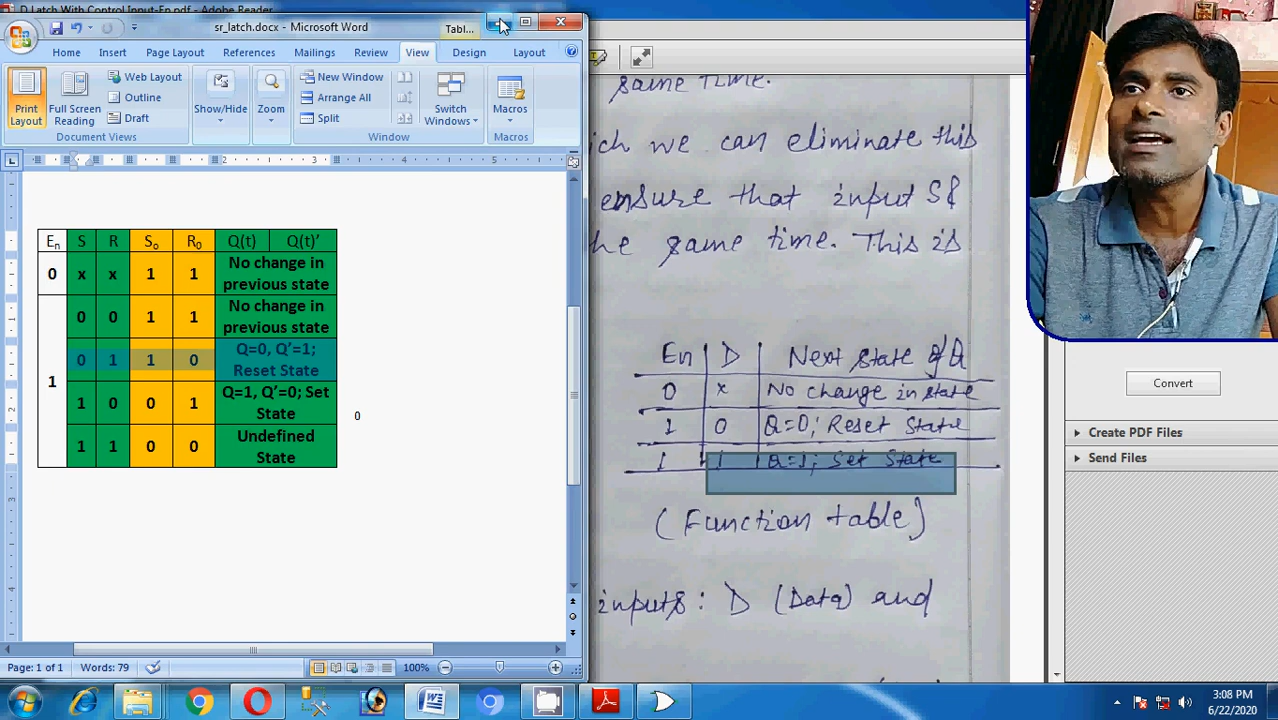 D Latch With Control Input-En.pdf - Adobe Reader
sr_latch.docx - Microsoft Word
Tabl...
Home Insert Page Layout References Mailings Review View Design Layout
Print Layout
Full Screen Reading
Web Layout
Outline
Draft
Document Views
Show/Hide
Zoom
New Window
Arrange All
Split
Switch Windows
Window
Macros
Macros
L 2 3 4 5
En S R So Ro Q(t) Q(t)'
0 x x 1 1 No change in previous state
1
0 0 1 1 No change in previous state
0 1 1 0 Q=0, Q'=1; Reset State
1 0 0 1 Q=1, Q'=0; Set State
1 1 0 0 Undefined State
0
Page: 1 of 1 Words: 79 100%
same time.
ich we can eliminate this
ensure that input S&
he same time. This is
En D Next state of Q
0 x No change in state
1 0 Q=0; Reset State
1 1 Q=1; Set State
(Function table)
inputs: D (Data) and
Convert
Create PDF Files
Send Files
3:08 PM
6/22/2020